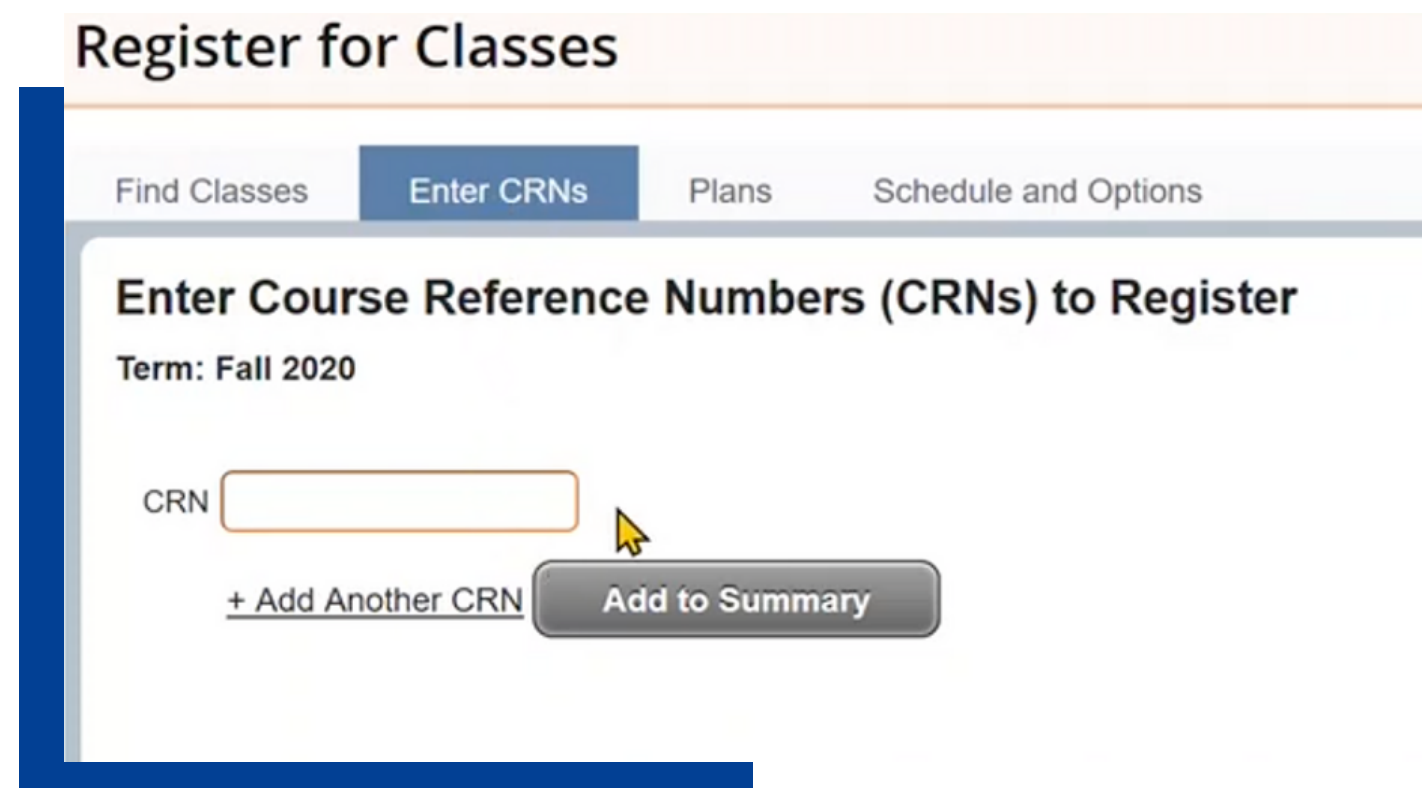 Register for Classes
Find Classes Enter CRNs Plans Schedule and Options
Enter Course Reference Numbers (CRNs) to Register
Term: Fall 2020
CRN
+ Add Another CRN Add to Summary